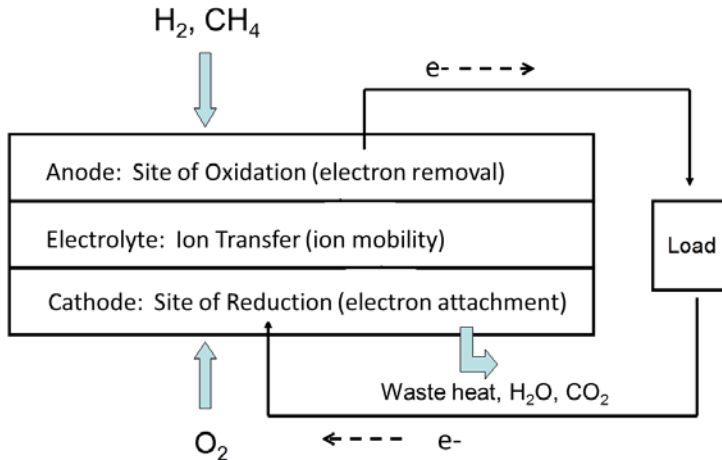 H₂, CH₄
e-
Anode: Site of Oxidation (electron removal)
Electrolyte: Ion Transfer (ion mobility)
Load
Cathode: Site of Reduction (electron attachment)
Waste heat, H₂O, CO₂
O₂
e-